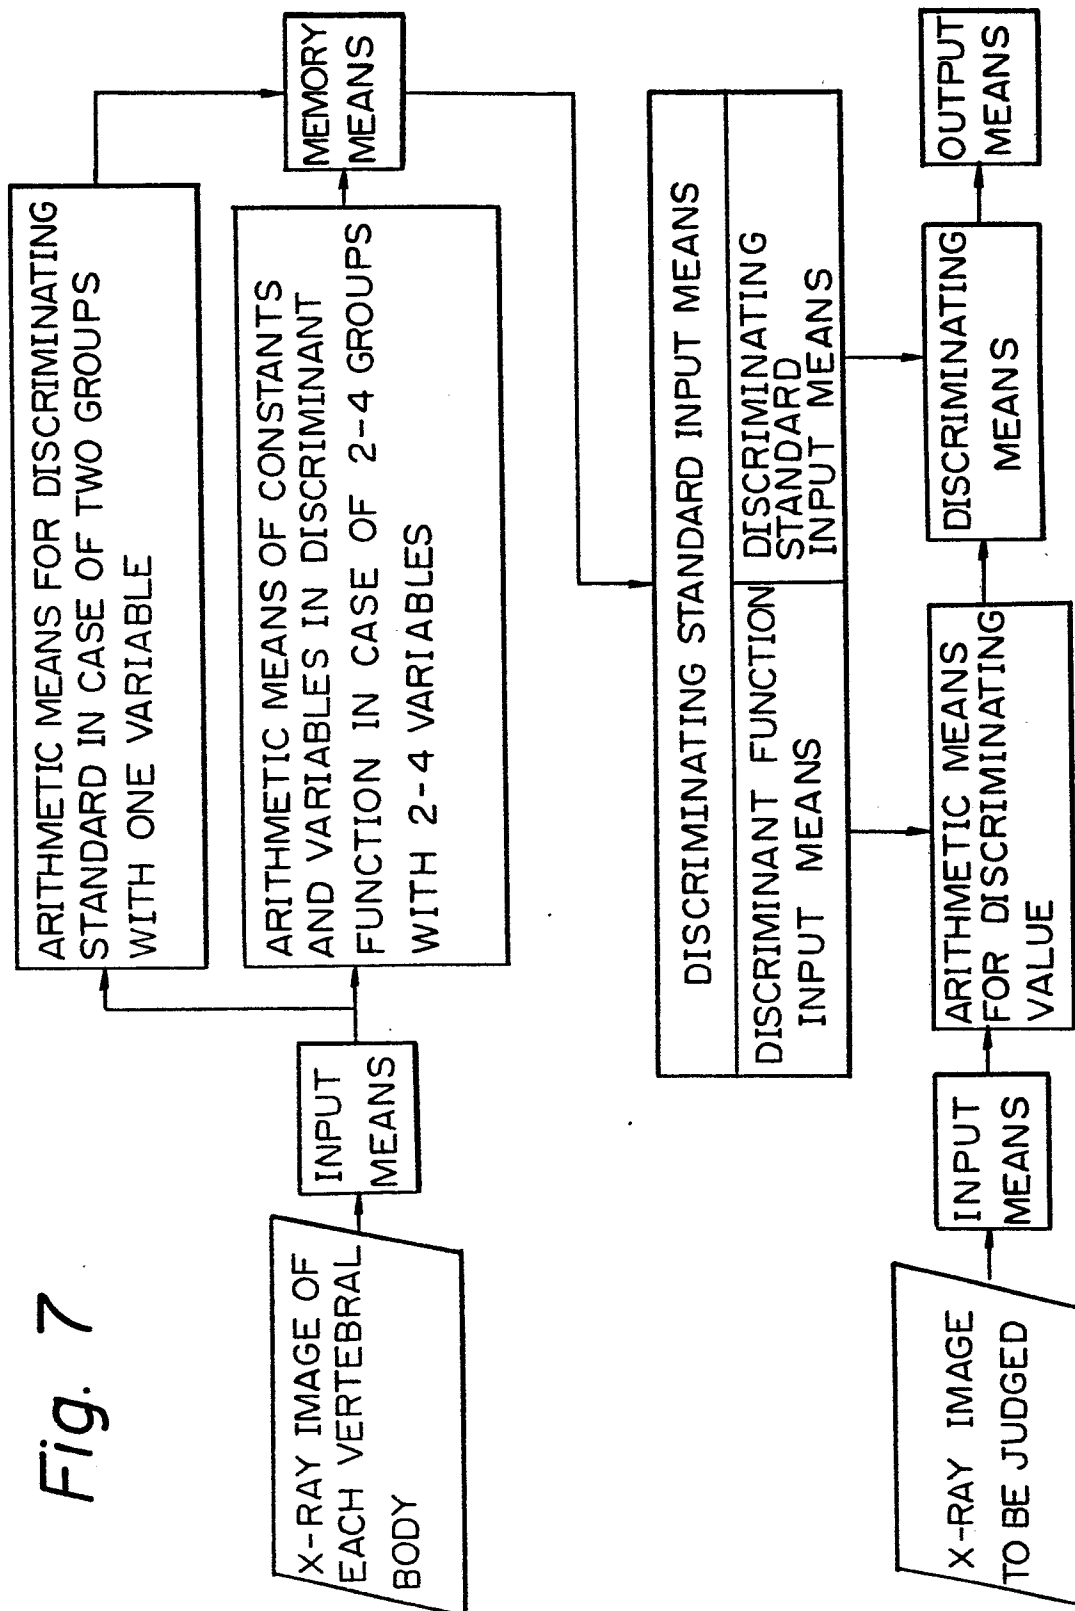 Fig. 7
X-RAY IMAGE OF
EACH VERTEBRAL
BODY
INPUT
MEANS
ARITHMETIC MEANS FOR DISCRIMINATING
STANDARD IN CASE OF TWO GROUPS
WITH ONE VARIABLE
ARITHMETIC MEANS OF CONSTANTS
AND VARIABLES IN DISCRIMINANT
FUNCTION IN CASE OF 2-4 GROUPS
WITH 2-4 VARIABLES
MEMORY
MEANS
DISCRIMINATING STANDARD INPUT MEANS
DISCRIMINANT FUNCTION
INPUT MEANS
DISCRIMINATING
STANDARD
INPUT MEANS
X-RAY IMAGE
TO BE JUDGED
INPUT
MEANS
ARITHMETIC MEANS
FOR DISCRIMINATING
VALUE
DISCRIMINATING
MEANS
OUTPUT
MEANS